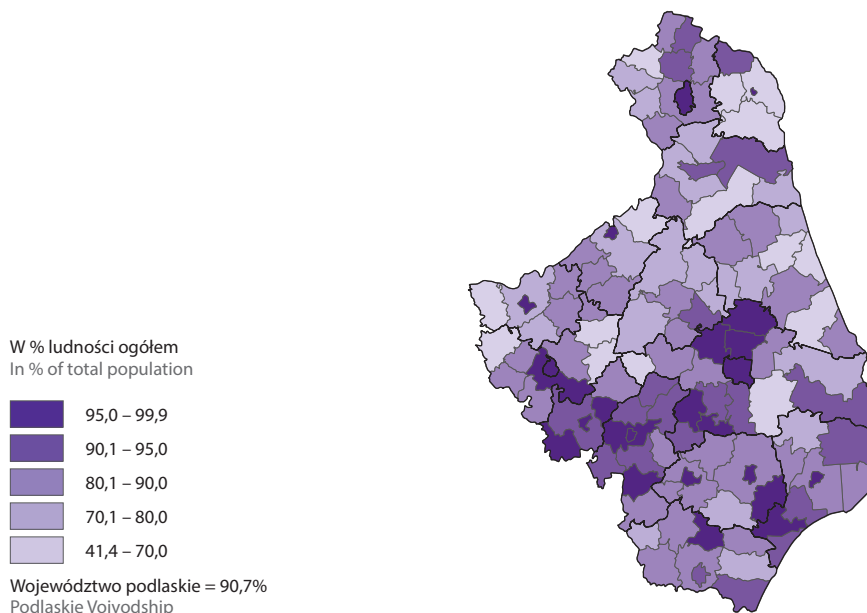 W % ludności ogółem
In % of total population
95,0 – 99,9
90,1 – 95,0
80,1 – 90,0
70,1 – 80,0
41,4 – 70,0
Województwo podlaskie = 90,7%
Podlaskie Voivodship